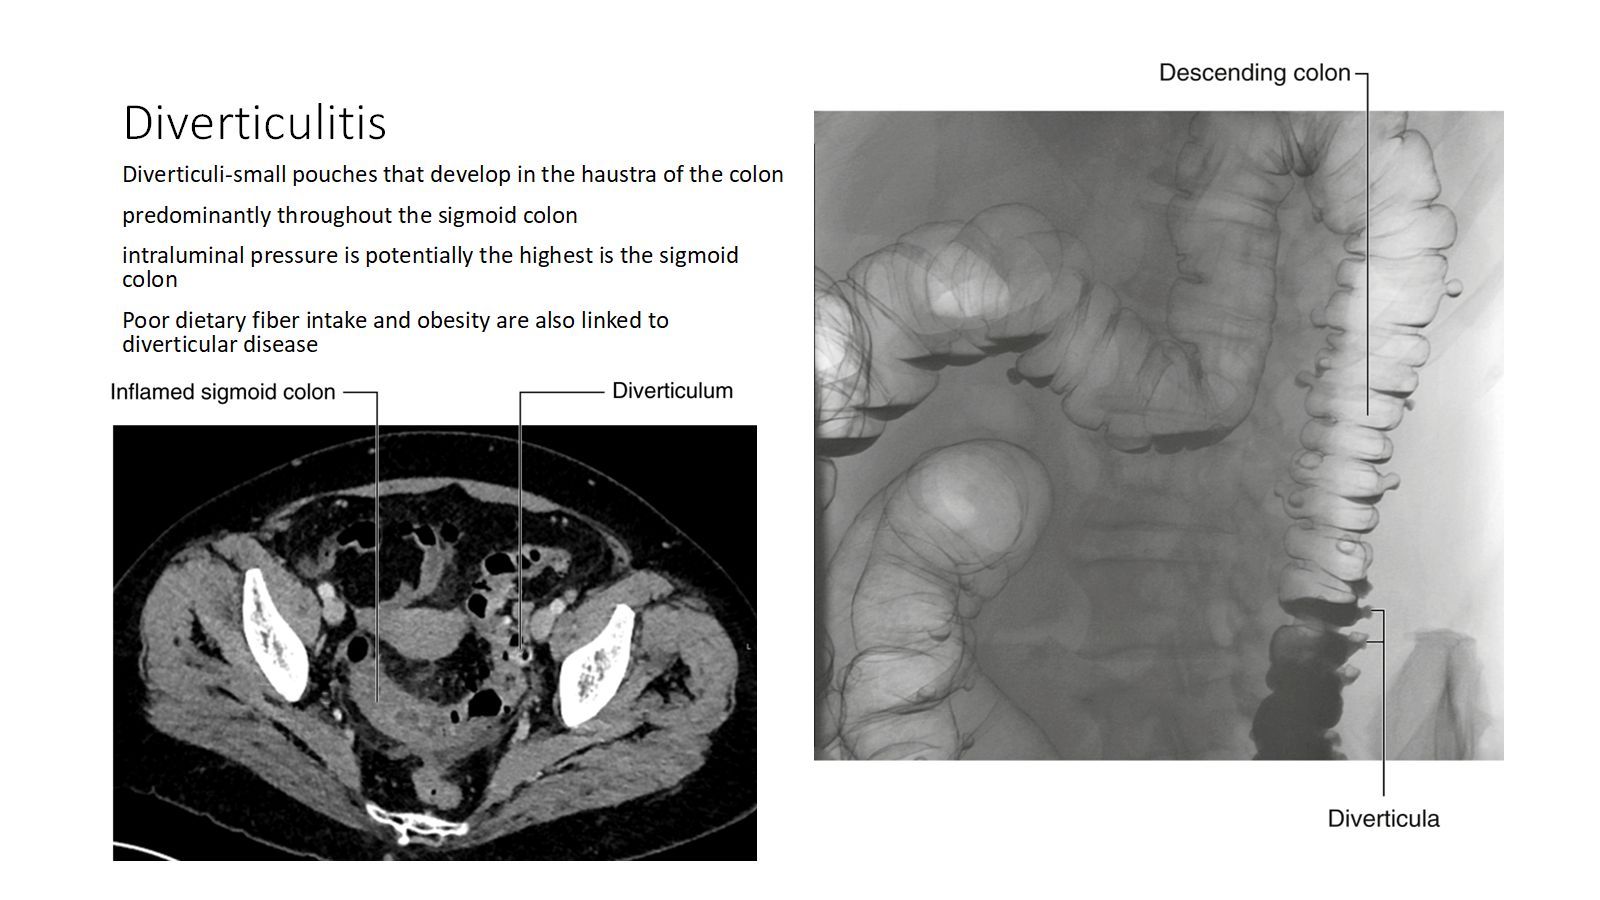 Diverticulitis
Diverticuli-small pouches that develop in the haustra of the colon
predominantly throughout the sigmoid colon
intraluminal pressure is potentially the highest is the sigmoid
colon
Poor dietary fiber intake and obesity are also linked to
diverticular disease
Inflamed sigmoid colon
Diverticulum
L
Descending colon
Diverticula